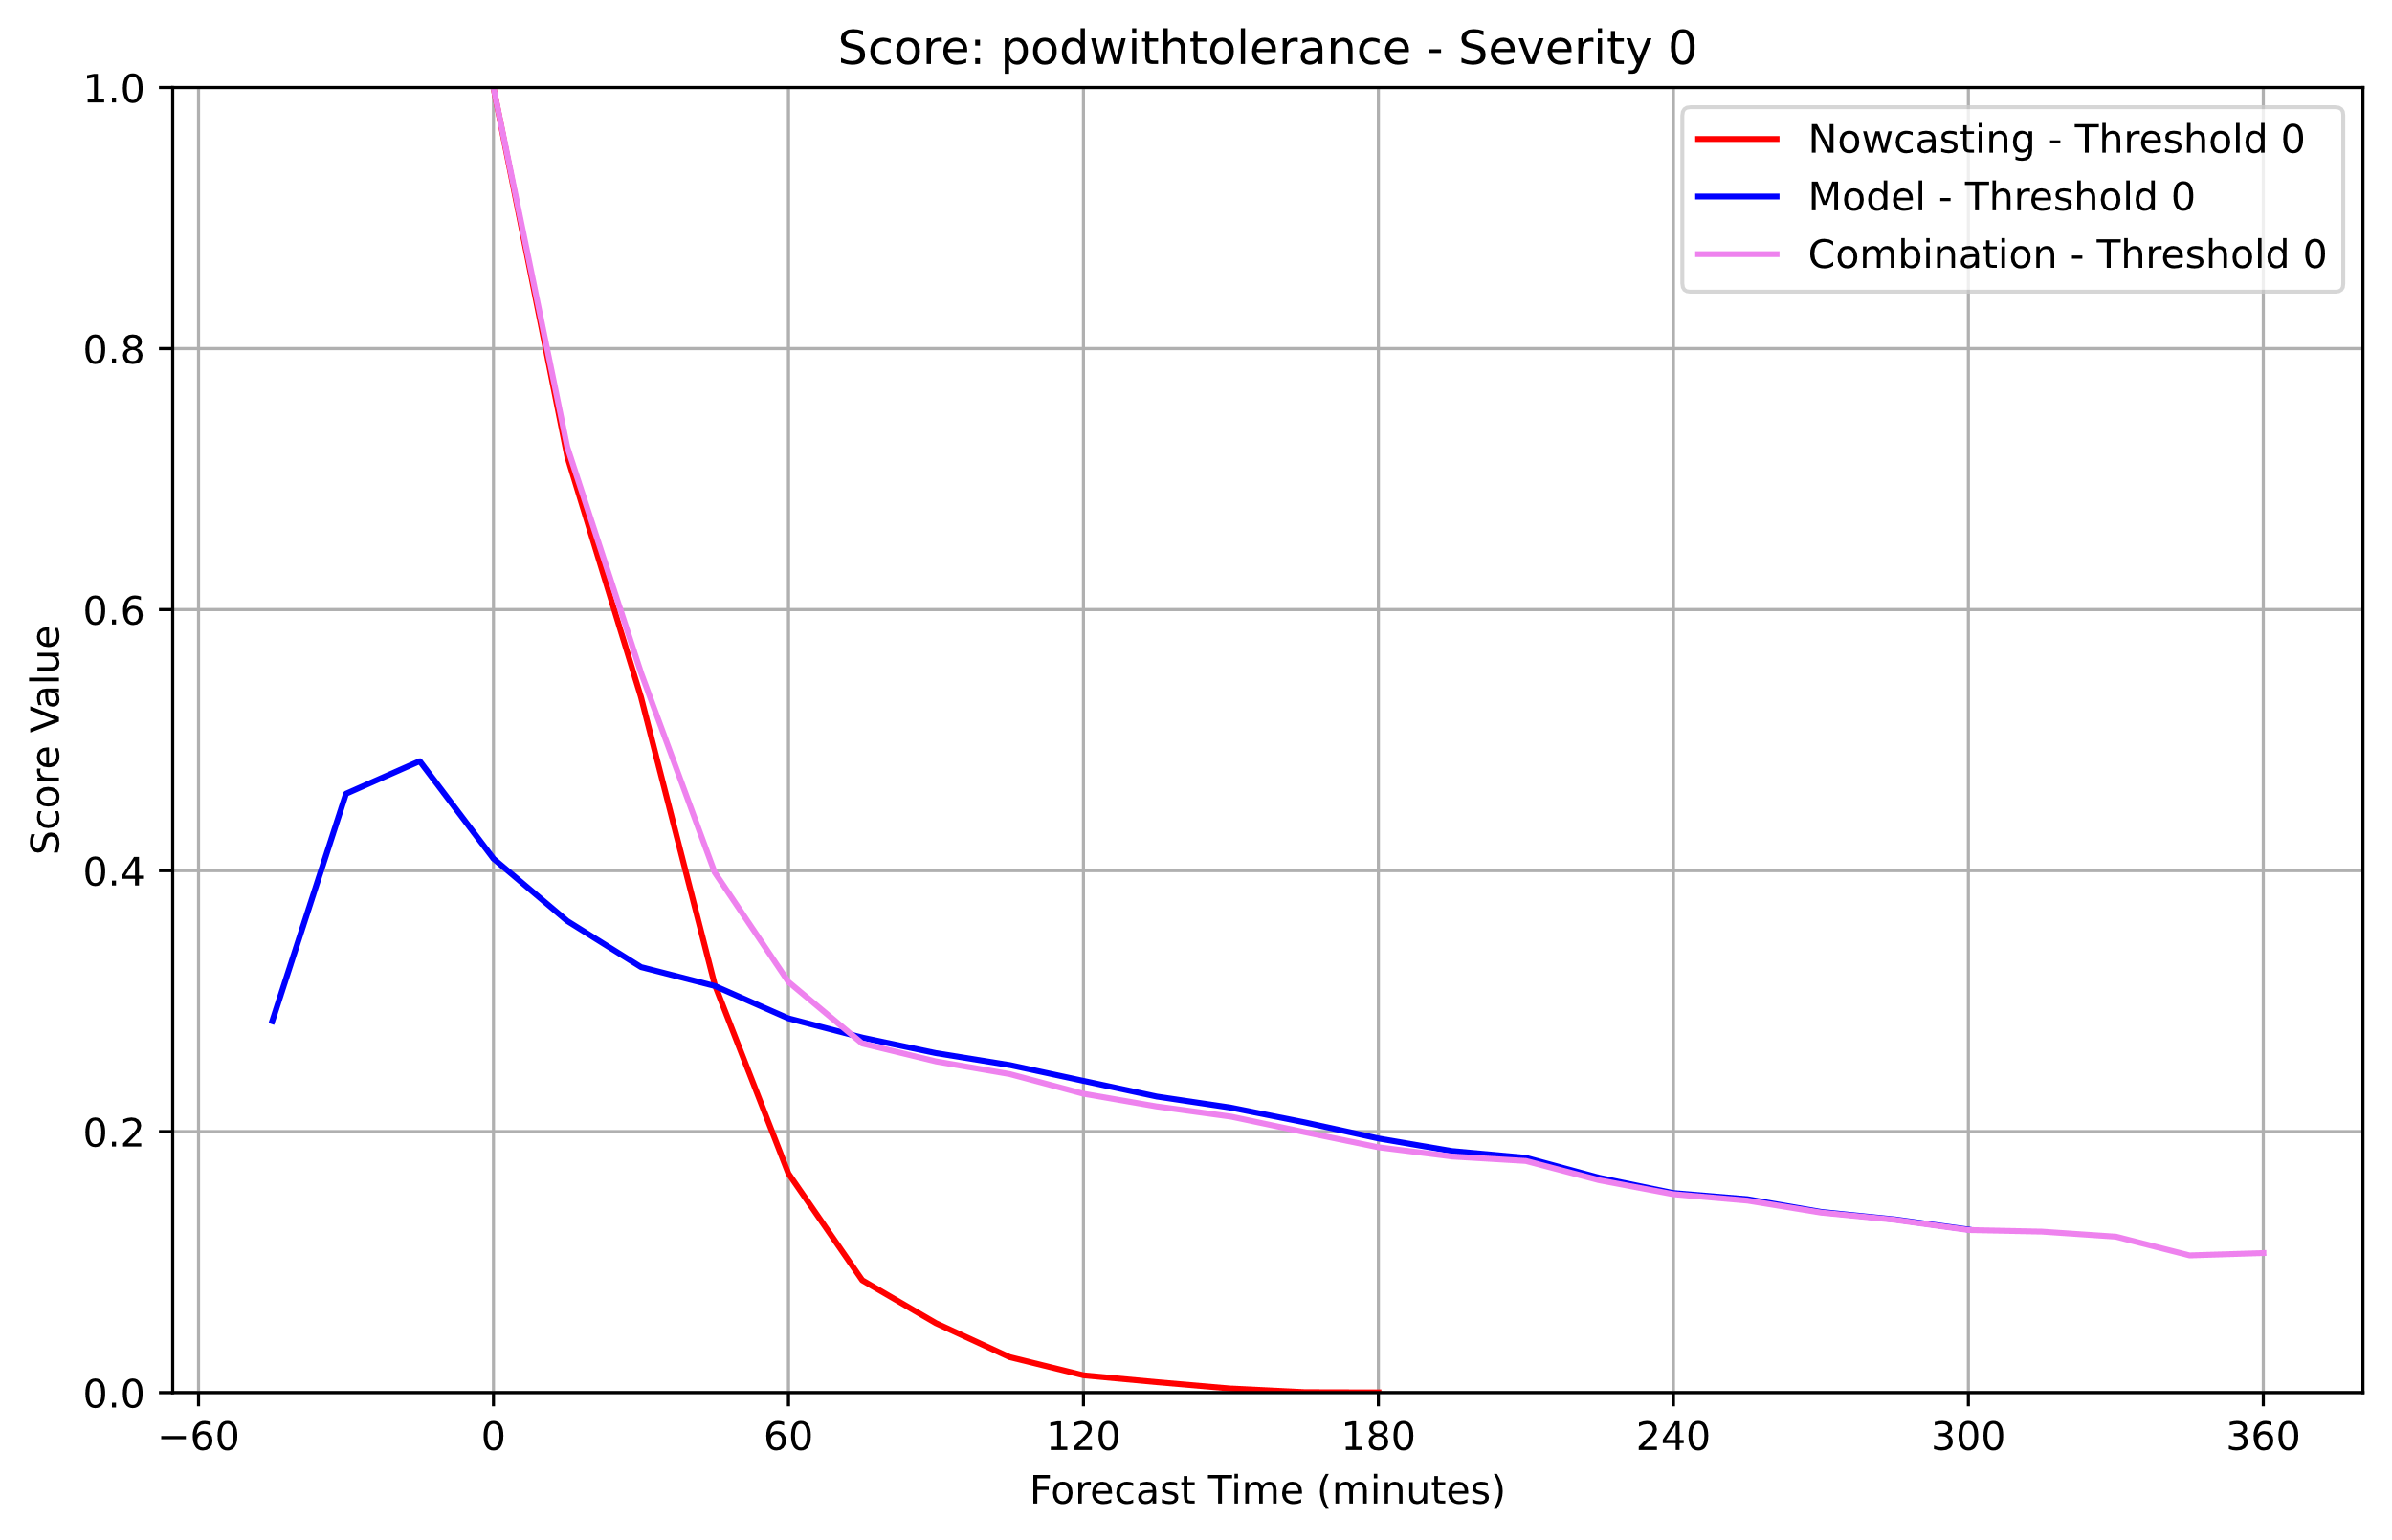 Score: podwithtolerance - Severity 0
Nowcasting - Threshold 0
Model - Threshold 0
Combination - Threshold 0
Score Value
1.0
0.8
0.6
0.4
0.2
0.0
−60 0 60 120 180 240 300 360
Forecast Time (minutes)